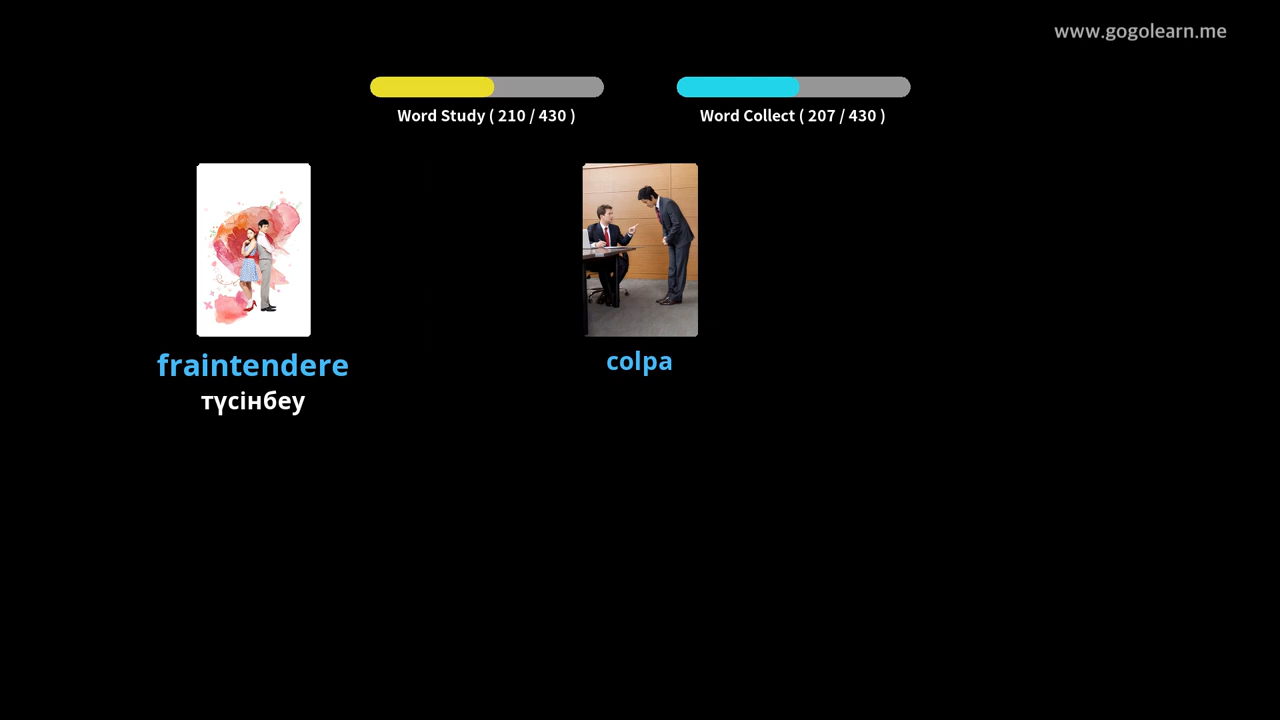 www.gogolearn.me
Word Study ( 210 / 430 )
Word Collect ( 207 / 430 )
fraintendere
түсінбеу
colpa